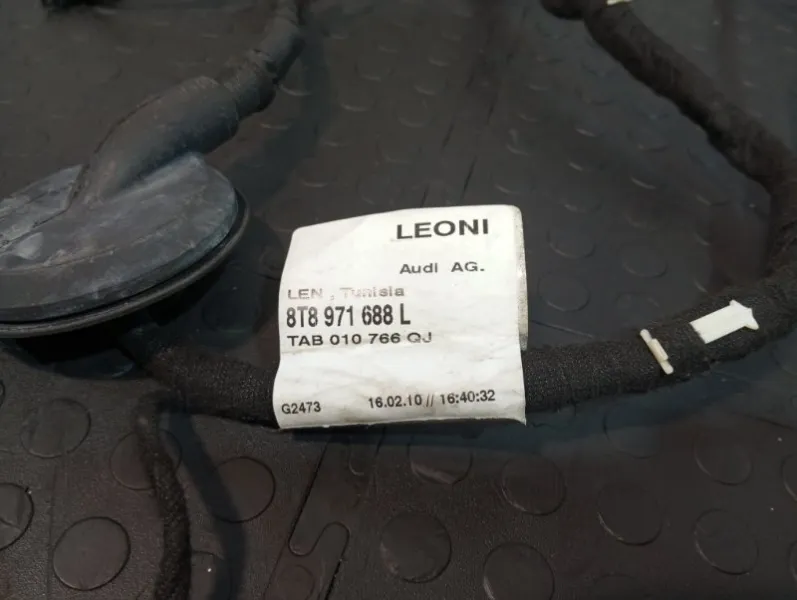 LEONI
Audi AG.
LEN , Tunisia
8T8 971 688 L
TAB 010 766 QJ
G2473 16.02.10 // 16:40:32